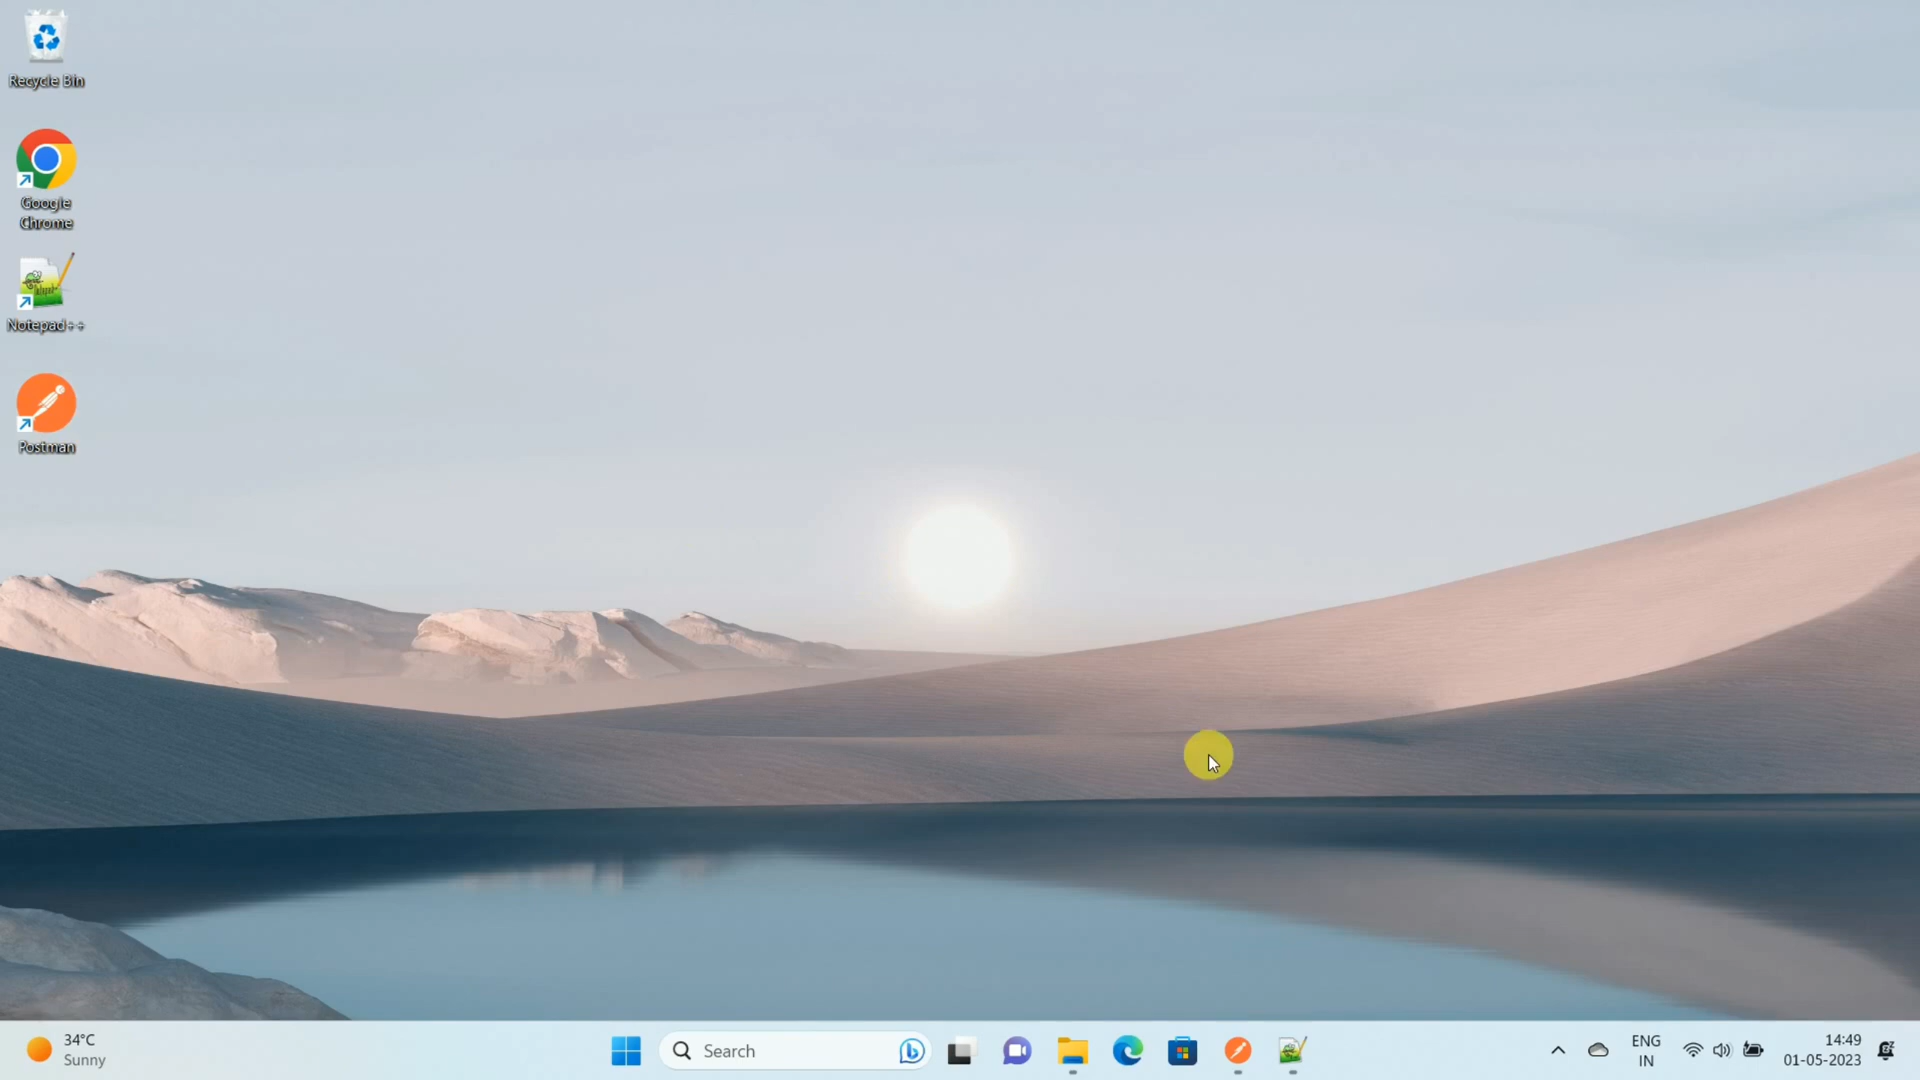 Recycle Bin
Google
Chrome
Notepad++
Postman
34°C
Sunny
Search
ENG
IN
14:49
01-05-2023